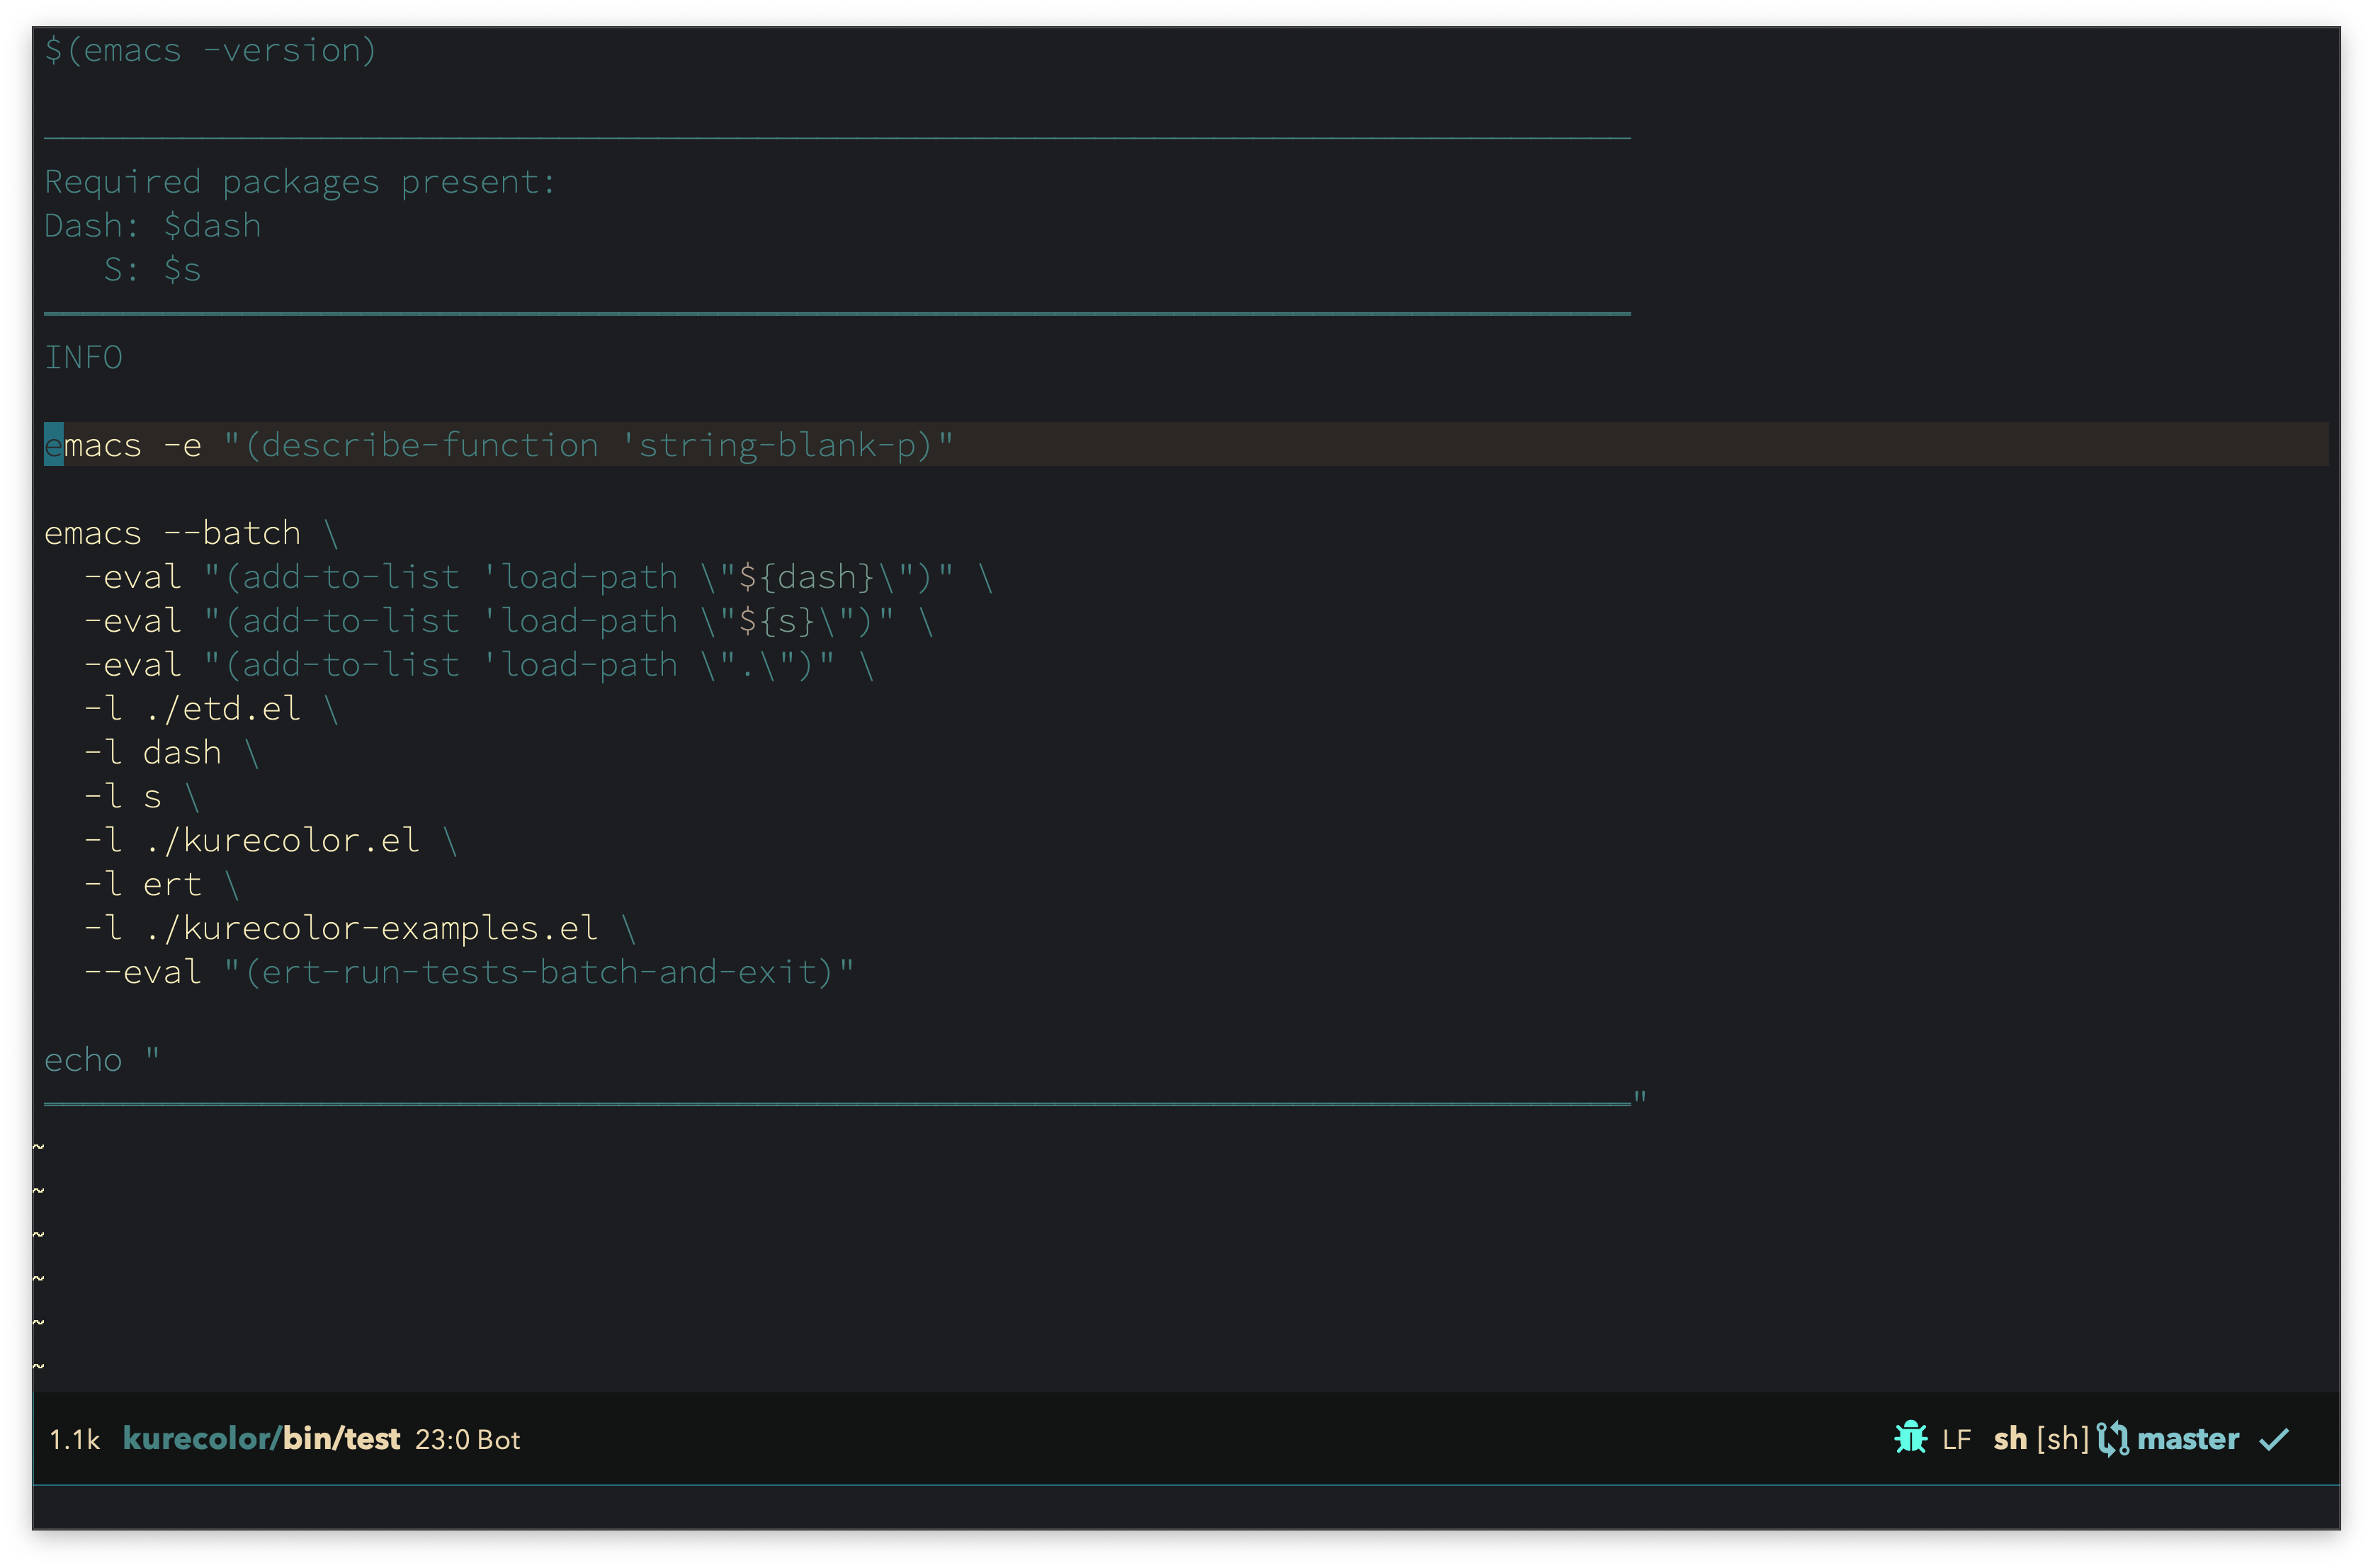 $(emacs -version)
────────────────────────────────────────────────────────────────────────────────
Required packages present:
Dash: $dash
   S: $s
════════════════════════════════════════════════════════════════════════════════
INFO
emacs -e "(describe-function 'string-blank-p)"
emacs --batch \
  -eval "(add-to-list 'load-path \"${dash}\")" \
  -eval "(add-to-list 'load-path \"${s}\")" \
  -eval "(add-to-list 'load-path \".\")" \
  -l ./etd.el \
  -l dash \
  -l s \
  -l ./kurecolor.el \
  -l ert \
  -l ./kurecolor-examples.el \
  --eval "(ert-run-tests-batch-and-exit)"
echo "
════════════════════════════════════════════════════════════════════════════════"
~
~
~
~
~
~
1.1k kurecolor/bin/test 23:0 Bot LF sh [sh] master